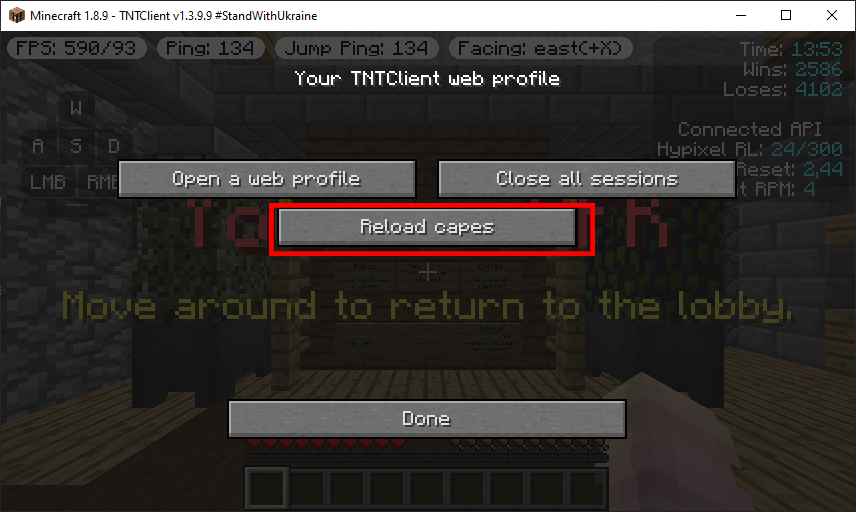 Minecraft 1.8.9 - TNTClient v1.3.9.9 #StandWithUkraine
FPS: 590/93
Ping: 134
Jump Ping: 134
Facing: east(+X)
Time: 13:53
Wins: 2586
Loses: 4102
Your TNTClient web profile
W
A
S
D
LMB
RMB
Connected API
Hypixel RL: 24/300
Reset: 2,44
t RPM: 4
Open a web profile
Close all sessions
Reload capes
Move around to return to the lobby.
Done